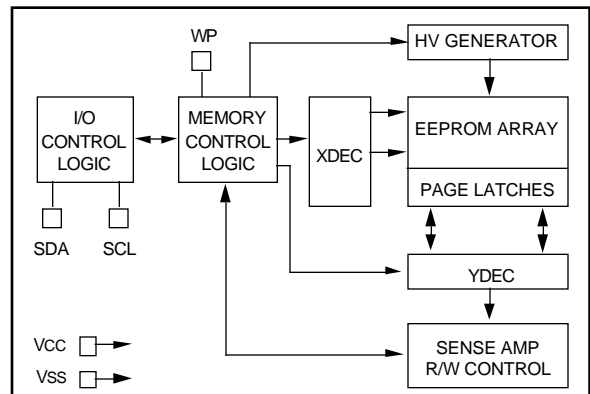 WP
HV GENERATOR
I/O
CONTROL
LOGIC
MEMORY
CONTROL
LOGIC
XDEC
EEPROM ARRAY
PAGE LATCHES
SDA
SCL
YDEC
VCC
VSS
SENSE AMP
R/W CONTROL